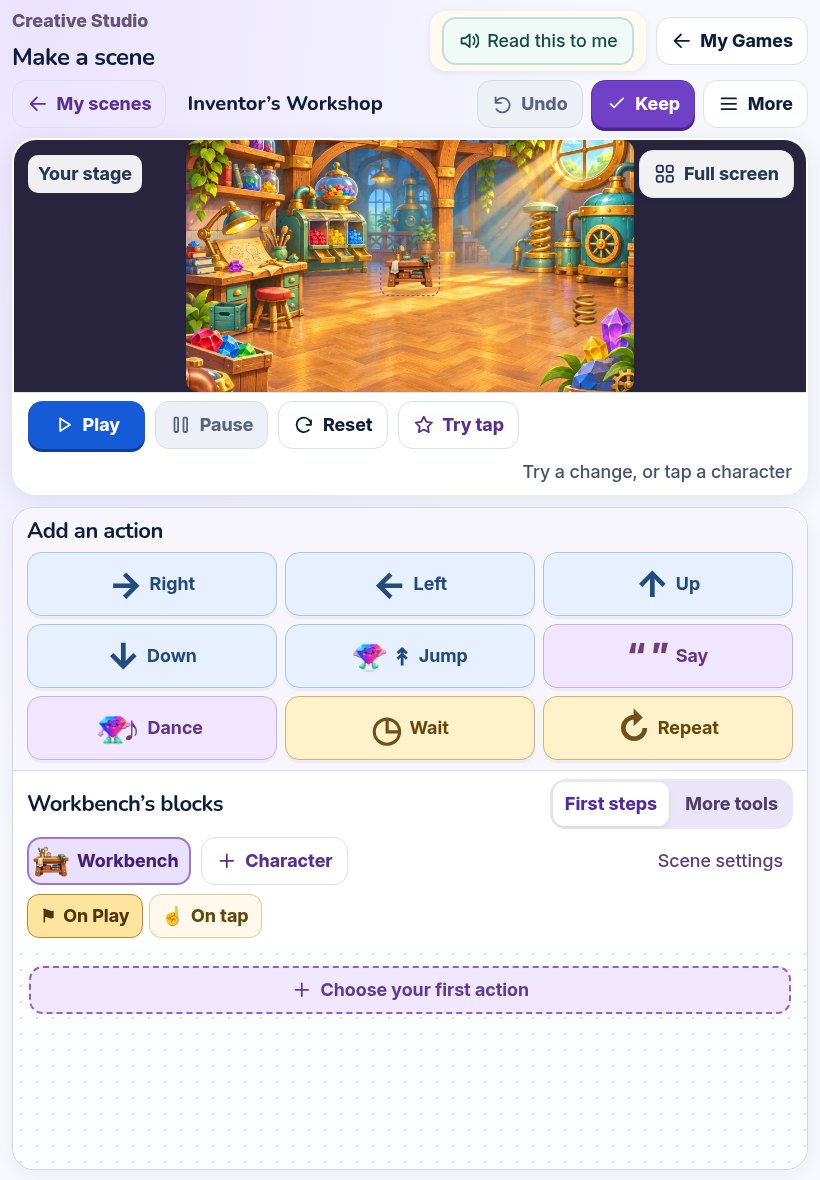 Creative Studio
Make a scene
Read this to me
My Games
My scenes
Inventor’s Workshop
Undo
Keep
More
Your stage
Full screen
Play
Pause
Reset
Try tap
Try a change, or tap a character
Add an action
Right
Left
Up
Down
Jump
Say
Dance
Wait
Repeat
Workbench’s blocks
First steps
More tools
Workbench
Character
Scene settings
On Play
On tap
Choose your first action